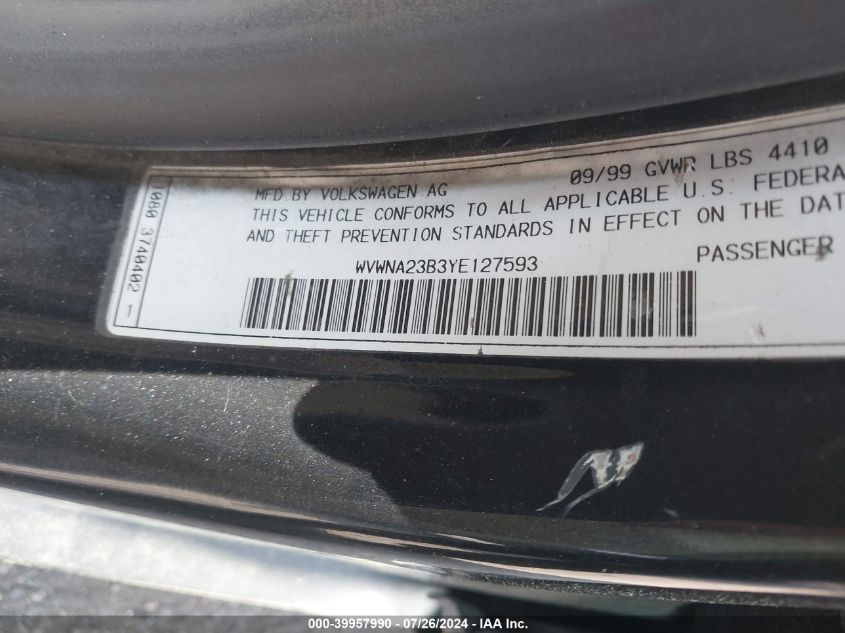 09/99 GVWR LBS 4410
MFD.BY VOLKSWAGEN AG
THIS VEHICLE CONFORMS TO ALL APPLICABLE U.S. FEDERA
AND THEFT PREVENTION STANDARDS IN EFFECT ON THE DAT
WVWNA23B3YE127593
PASSENGER
1080 3740402 1
000-39957990 - 07/26/2024 - IAA Inc.